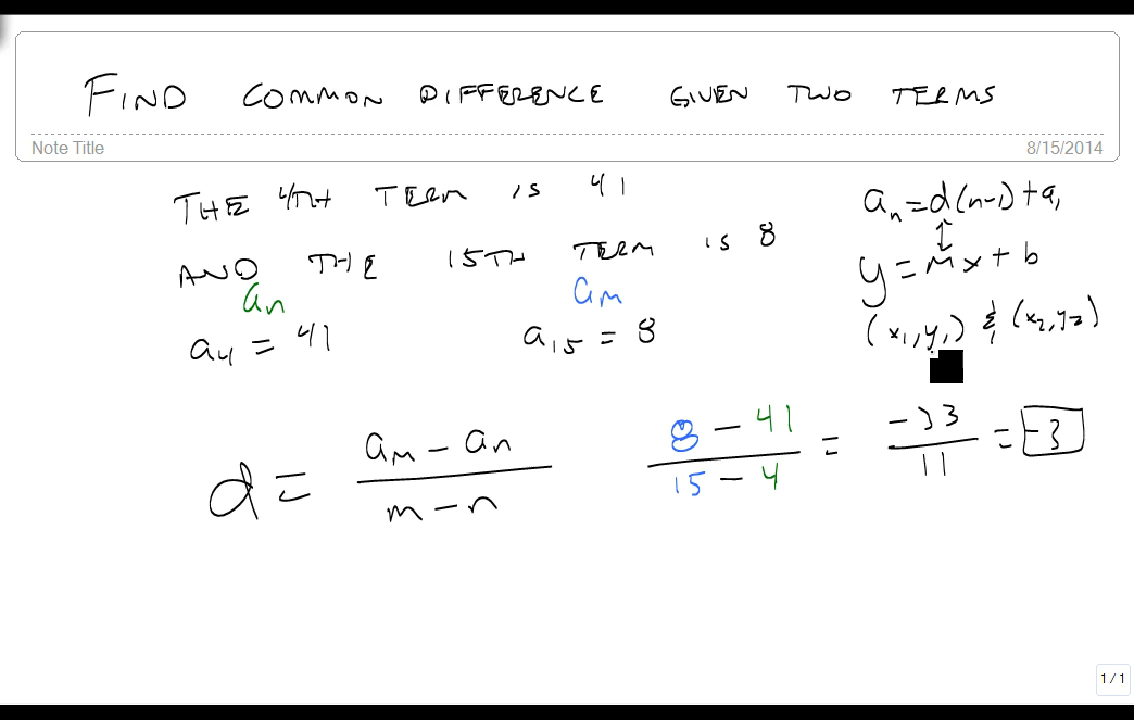 FIND COMMON DIFFERENCE GIVEN TWO TERMS
Note Title
8/15/2014
THE 4TH TERM IS 41
AND THE 15TH TERM IS 8
aₙ
aₘ
a₄ = 41
a₁₅ = 8
aₙ = d(n-1) + a₁
↕
y = mx + b
(x₁, y₁) & (x₂, y₂)
d = (aₘ - aₙ) / (m - n)
(8 - 41) / (15 - 4) = -33 / 11 = -3
1 / 1